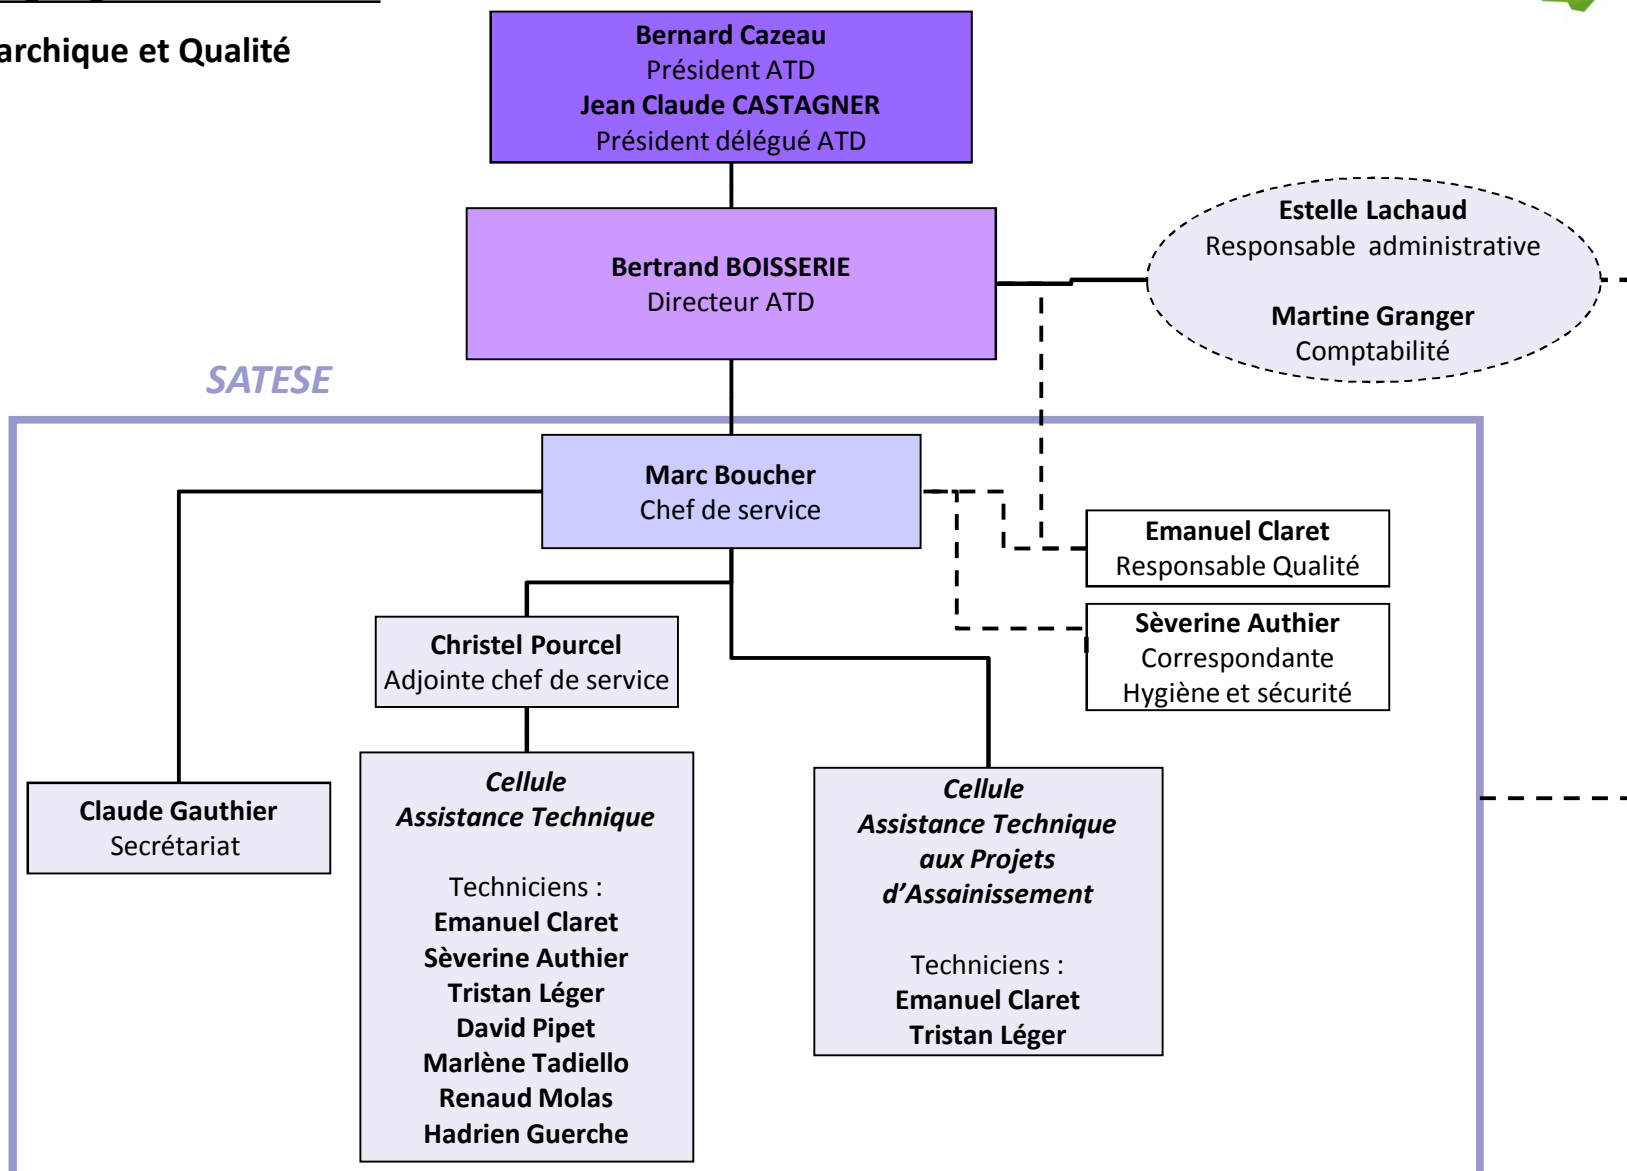 archique et Qualité
Bernard Cazeau
Président ATD
Jean Claude CASTAGNER
Président délégué ATD
Bertrand BOISSERIE
Directeur ATD
Estelle Lachaud
Responsable administrative
Martine Granger
Comptabilité
SATESE
Marc Boucher
Chef de service
Emanuel Claret
Responsable Qualité
Sèverine Authier
Correspondante
Hygiène et sécurité
Christel Pourcel
Adjointe chef de service
Claude Gauthier
Secrétariat
Cellule
Assistance Technique
Techniciens :
Emanuel Claret
Sèverine Authier
Tristan Léger
David Pipet
Marlène Tadiello
Renaud Molas
Hadrien Guerche
Cellule
Assistance Technique
aux Projets
d'Assainissement
Techniciens :
Emanuel Claret
Tristan Léger